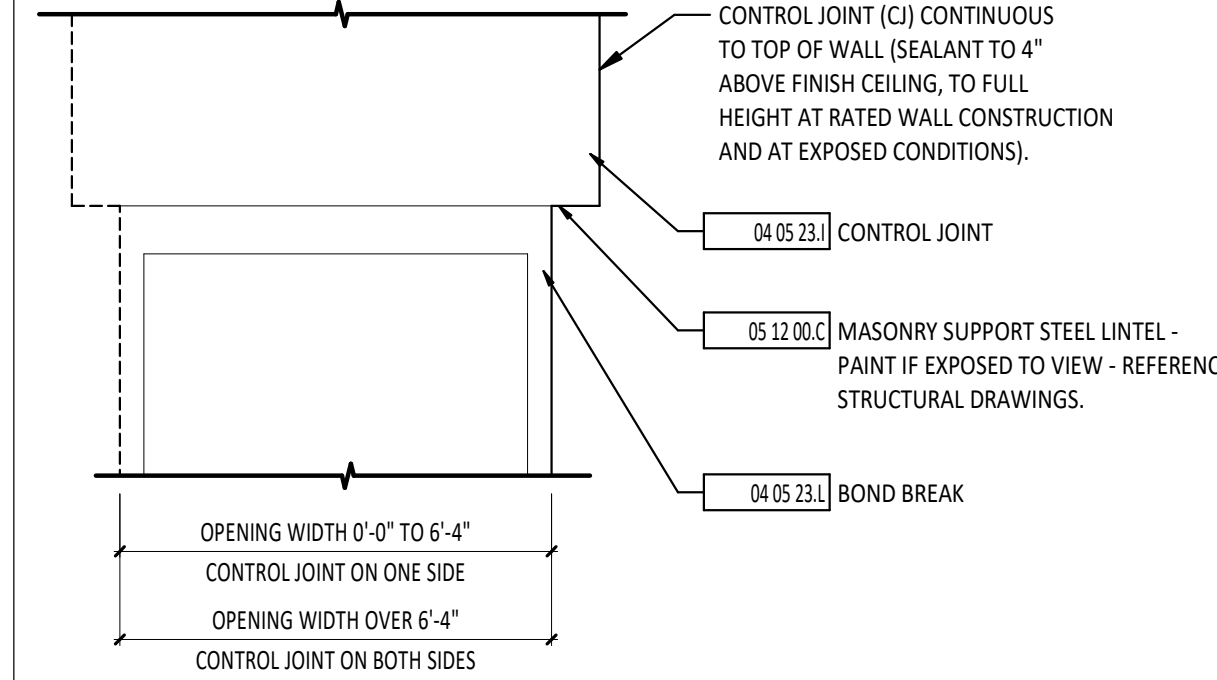 CONTROL JOINT (CJ) CONTINUOUS
TO TOP OF WALL (SEALANT TO 4"
ABOVE FINISH CEILING, TO FULL
HEIGHT AT RATED WALL CONSTRUCTION
AND AT EXPOSED CONDITIONS).
04 05 23.I CONTROL JOINT
05 12 00.C MASONRY SUPPORT STEEL LINTEL -
PAINT IF EXPOSED TO VIEW - REFERENC
STRUCTURAL DRAWINGS.
04 05 23.L BOND BREAK
OPENING WIDTH 0'-0" TO 6'-4"
CONTROL JOINT ON ONE SIDE
OPENING WIDTH OVER 6'-4"
CONTROL JOINT ON BOTH SIDES